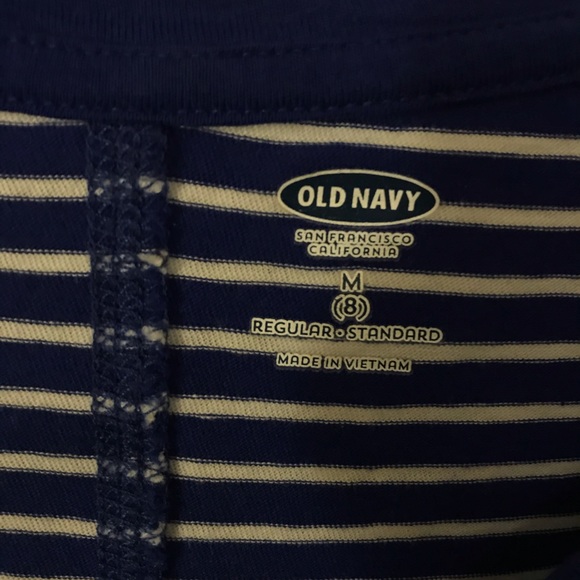 OLD NAVY
SAN FRANCISCO
CALIFORNIA
M
(8)
REGULAR • STANDARD
MADE IN VIETNAM